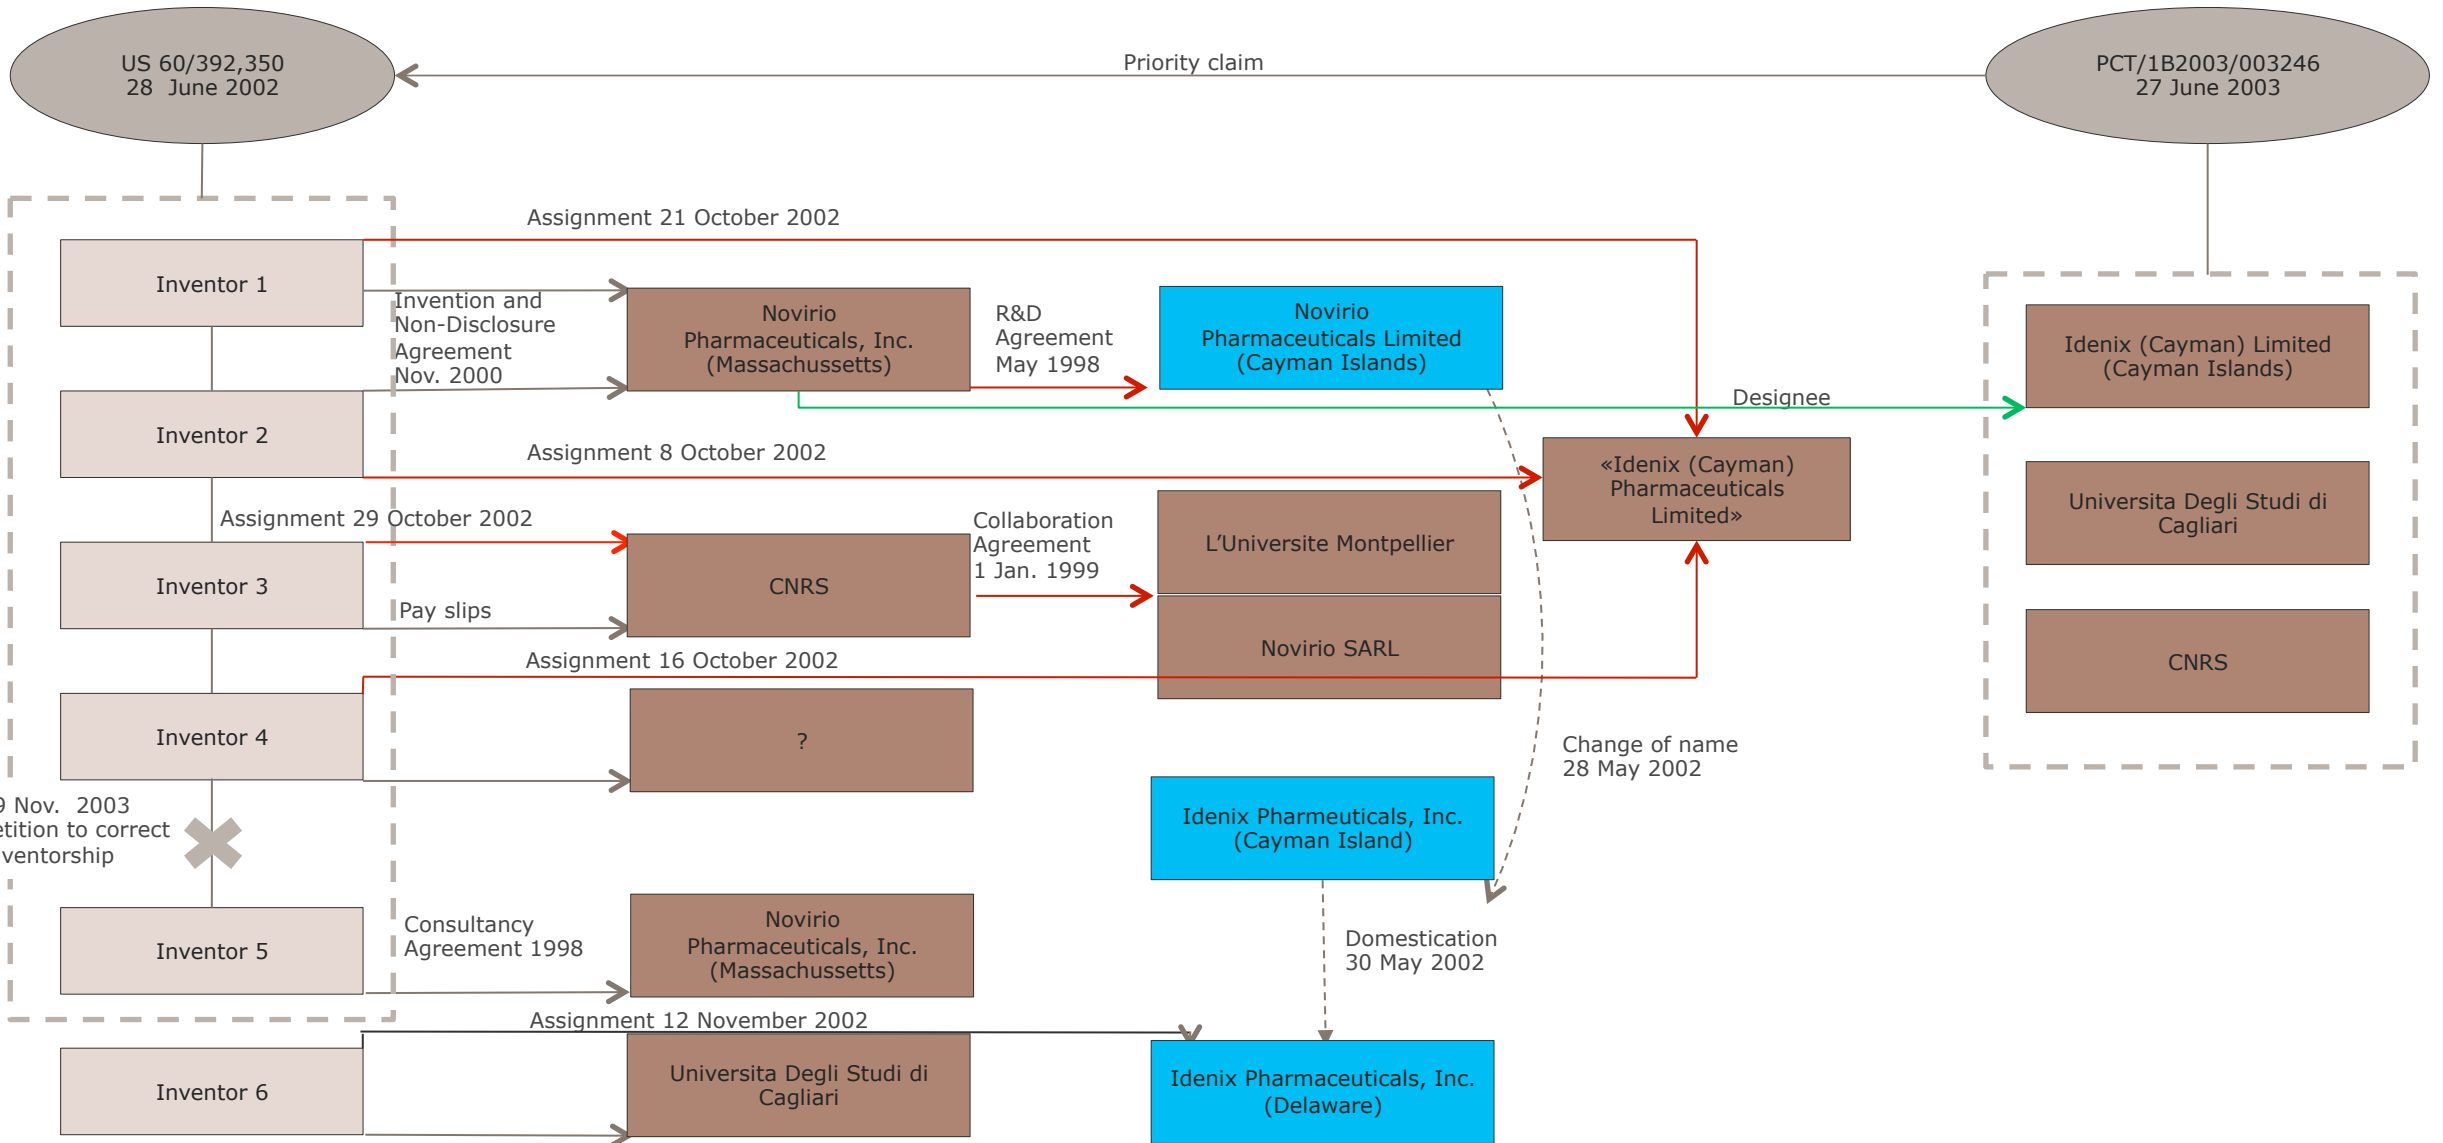 US 60/392,350
28 June 2002
Priority claim
PCT/1B2003/003246
27 June 2003
Assignment 21 October 2002
Inventor 1
Invention and
Non-Disclosure
Agreement
Nov. 2000
Novirio
Pharmaceuticals, Inc.
(Massachussetts)
R&D
Agreement
May 1998
Novirio
Pharmaceuticals Limited
(Cayman Islands)
Idenix (Cayman) Limited
(Cayman Islands)
Designee
Inventor 2
Assignment 8 October 2002
«Idenix (Cayman)
Pharmaceuticals
Limited»
Universita Degli Studi di
Cagliari
Assignment 29 October 2002
Inventor 3
Pay slips
CNRS
Collaboration
Agreement
1 Jan. 1999
L'Universite Montpellier
Novirio SARL
CNRS
Assignment 16 October 2002
Inventor 4
?
Change of name
28 May 2002
9 Nov. 2003
etition to correct
ventorship
Idenix Pharmeuticals, Inc.
(Cayman Island)
Inventor 5
Consultancy
Agreement 1998
Novirio
Pharmaceuticals, Inc.
(Massachussetts)
Domestication
30 May 2002
Assignment 12 November 2002
Inventor 6
Universita Degli Studi di
Cagliari
Idenix Pharmaceuticals, Inc.
(Delaware)